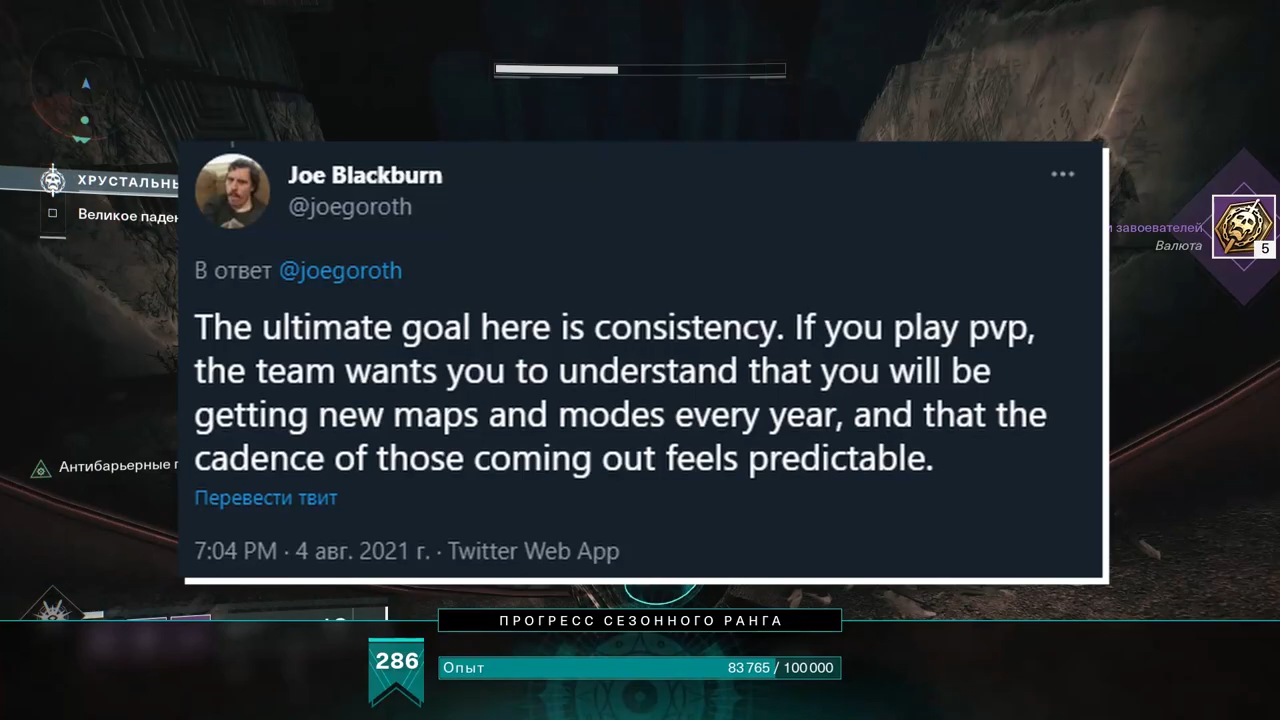 ХРУСТАЛЬНЫ
Великое паден
Joe Blackburn
@joegoroth
В ответ @joegoroth
The ultimate goal here is consistency. If you play pvp,
the team wants you to understand that you will be
getting new maps and modes every year, and that the
cadence of those coming out feels predictable.
Перевести твит
7:04 PM · 4 авг. 2021 г. · Twitter Web App
завоевателей
Валюта
5
Антибарьерные
ПРОГРЕСС СЕЗОННОГО РАНГА
286
Опыт 83 765 / 100 000